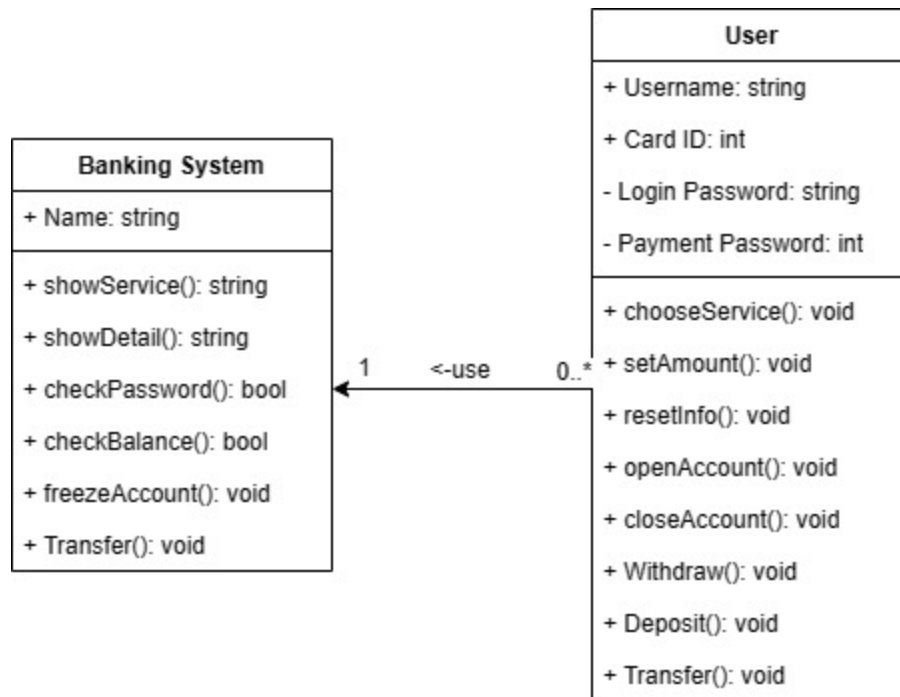 Banking System
+ Name: string
+ showService(): string
+ showDetail(): string
+ checkPassword(): bool
+ checkBalance(): bool
+ freezeAccount(): void
+ Transfer(): void
1
<-use
0..*
User
+ Username: string
+ Card ID: int
- Login Password: string
- Payment Password: int
+ chooseService(): void
+ setAmount(): void
+ resetInfo(): void
+ openAccount(): void
+ closeAccount(): void
+ Withdraw(): void
+ Deposit(): void
+ Transfer(): void